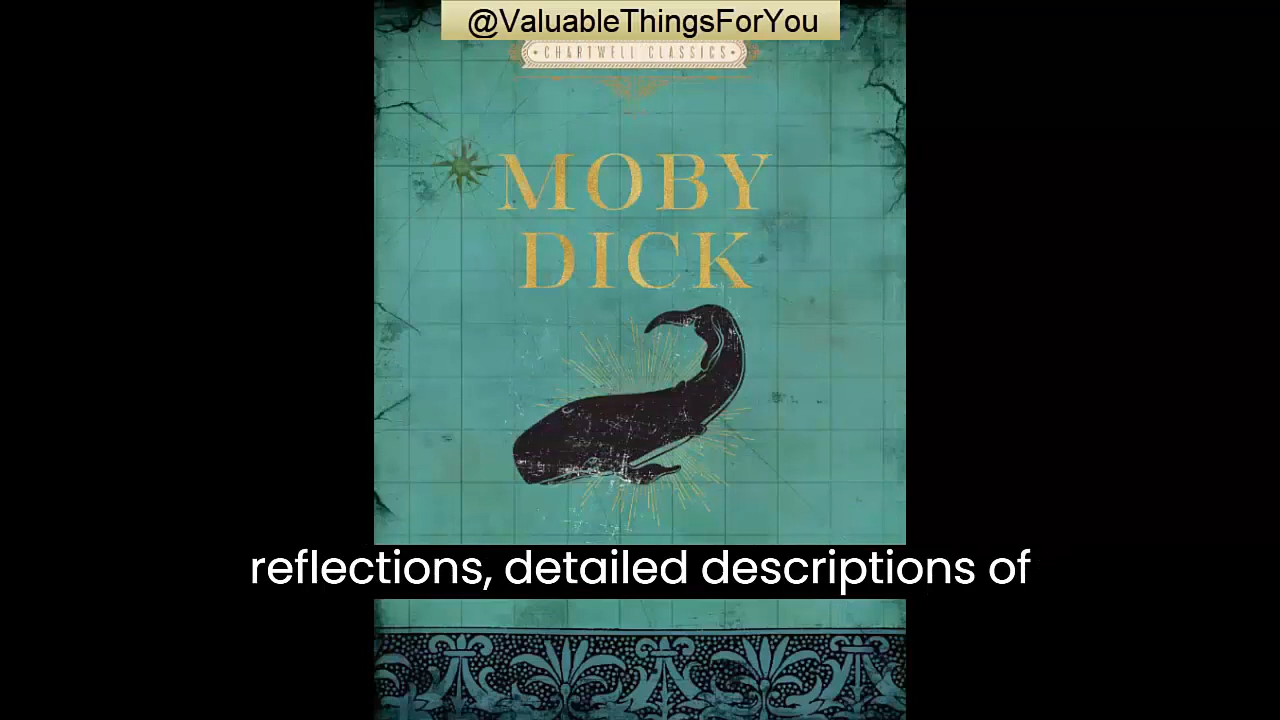 @ValuableThingsForYou
CHARTWELL CLASSICS
MOBY
DICK
reflections, detailed descriptions of